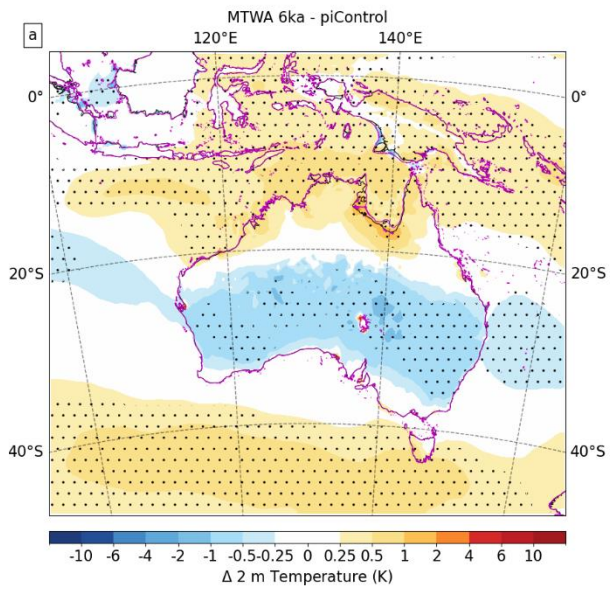 MTWA 6ka - piControl
a
120°E 140°E
0° 0°
20°S 20°S
40°S 40°S
-10 -6 -4 -2 -1 -0.5 -0.25 0 0.25 0.5 1 2 4 6 10
Δ 2 m Temperature (K)